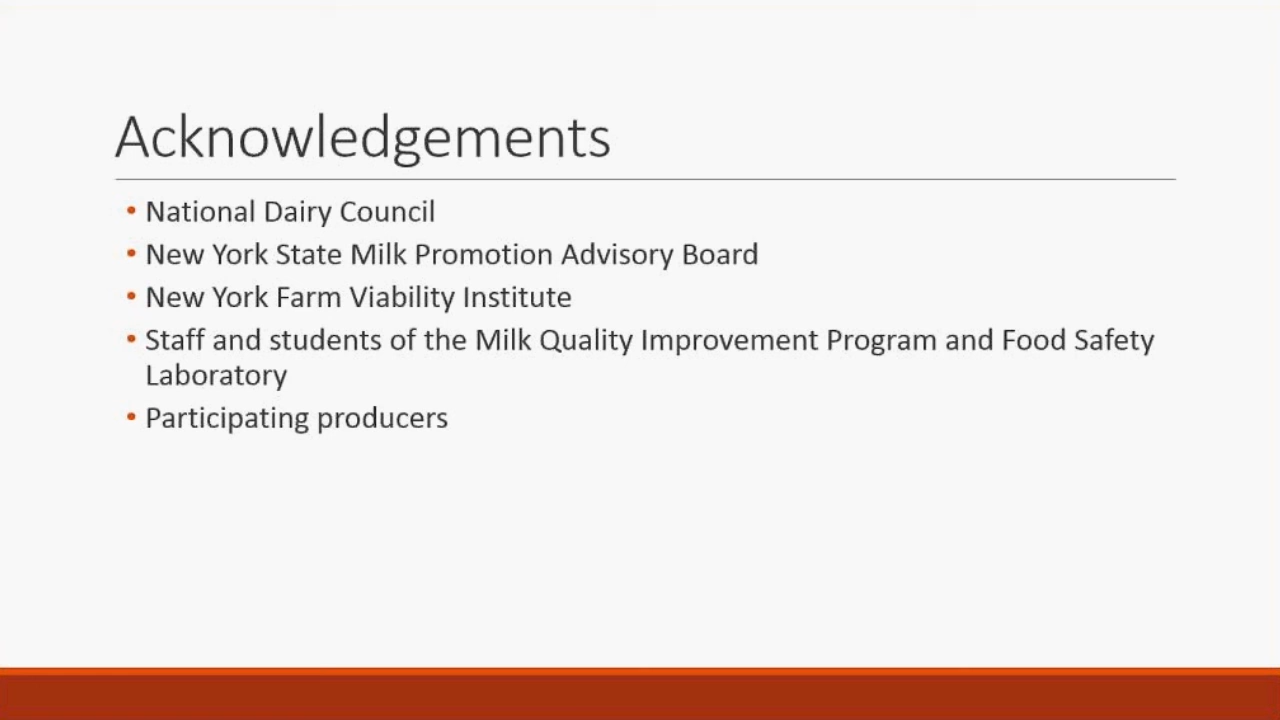 Acknowledgements
• National Dairy Council
• New York State Milk Promotion Advisory Board
• New York Farm Viability Institute
• Staff and students of the Milk Quality Improvement Program and Food Safety
Laboratory
• Participating producers